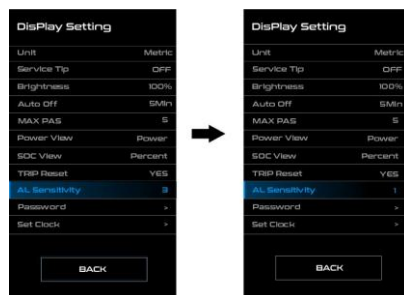 DisPlay Setting
Unit Metric
Service Tip OFF
Brightness 100%
Auto Off 5Min
MAX PAS 5
Power View Power
SOC View Percent
TRIP Reset YES
AL Sensitivity 3
Password >
Set Clock >
BACK
DisPlay Setting
Unit Metric
Service Tip OFF
Brightness 100%
Auto Off 5Min
MAX PAS 5
Power View Power
SOC View Percent
TRIP Reset YES
AL Sensitivity 1
Password >
Set Clock >
BACK